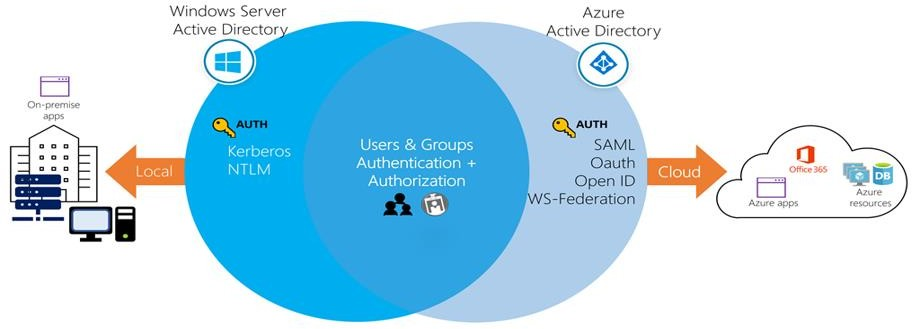 Windows Server
Active Directory
Azure
Active Directory
On-premise
apps
AUTH
Kerberos
NTLM
Users & Groups
Authentication +
Authorization
AUTH
SAML
Oauth
Open ID
WS-Federation
Local
Cloud
Office 365
DB
Azure apps
Azure
resources